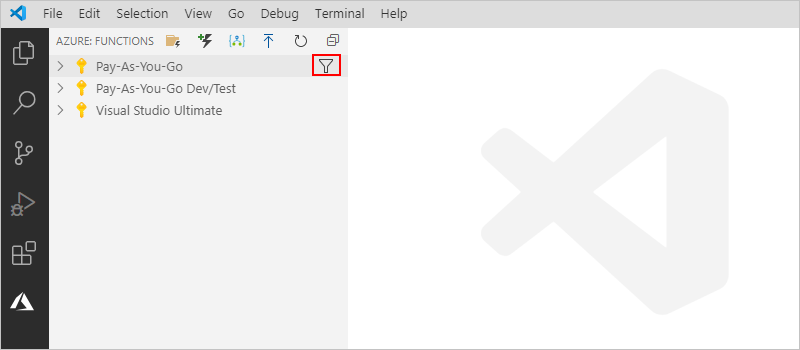 File Edit Selection View Go Debug Terminal Help
AZURE: FUNCTIONS
Pay-As-You-Go
Pay-As-You-Go Dev/Test
Visual Studio Ultimate